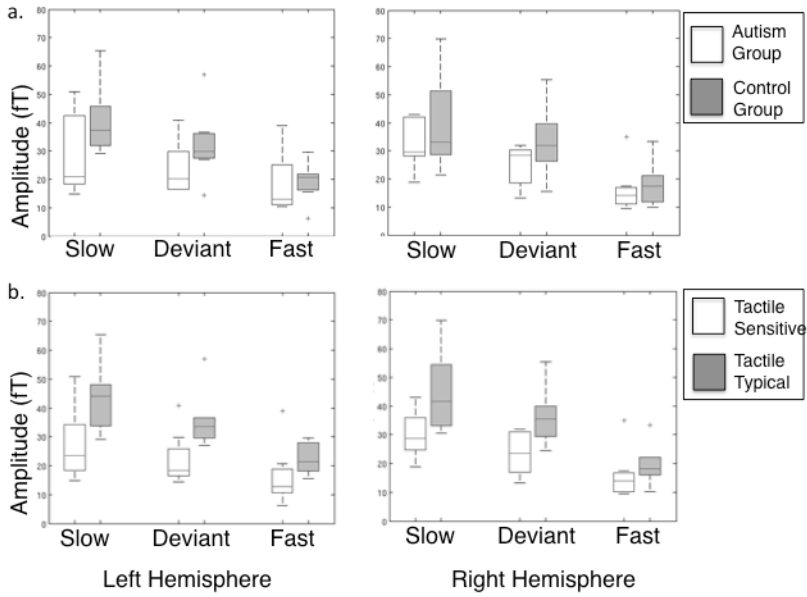 a.
80
70
60
50
40
30
20
10
0
Amplitude (fT)
Slow Deviant Fast
80
70
60
50
40
30
20
10
0
Slow Deviant Fast
Autism
Group
Control
Group
b.
80
70
60
50
40
30
20
10
0
Amplitude (fT)
Slow Deviant Fast
Left Hemisphere
80
70
60
50
40
30
20
10
0
Slow Deviant Fast
Right Hemisphere
Tactile
Sensitive
Tactile
Typical